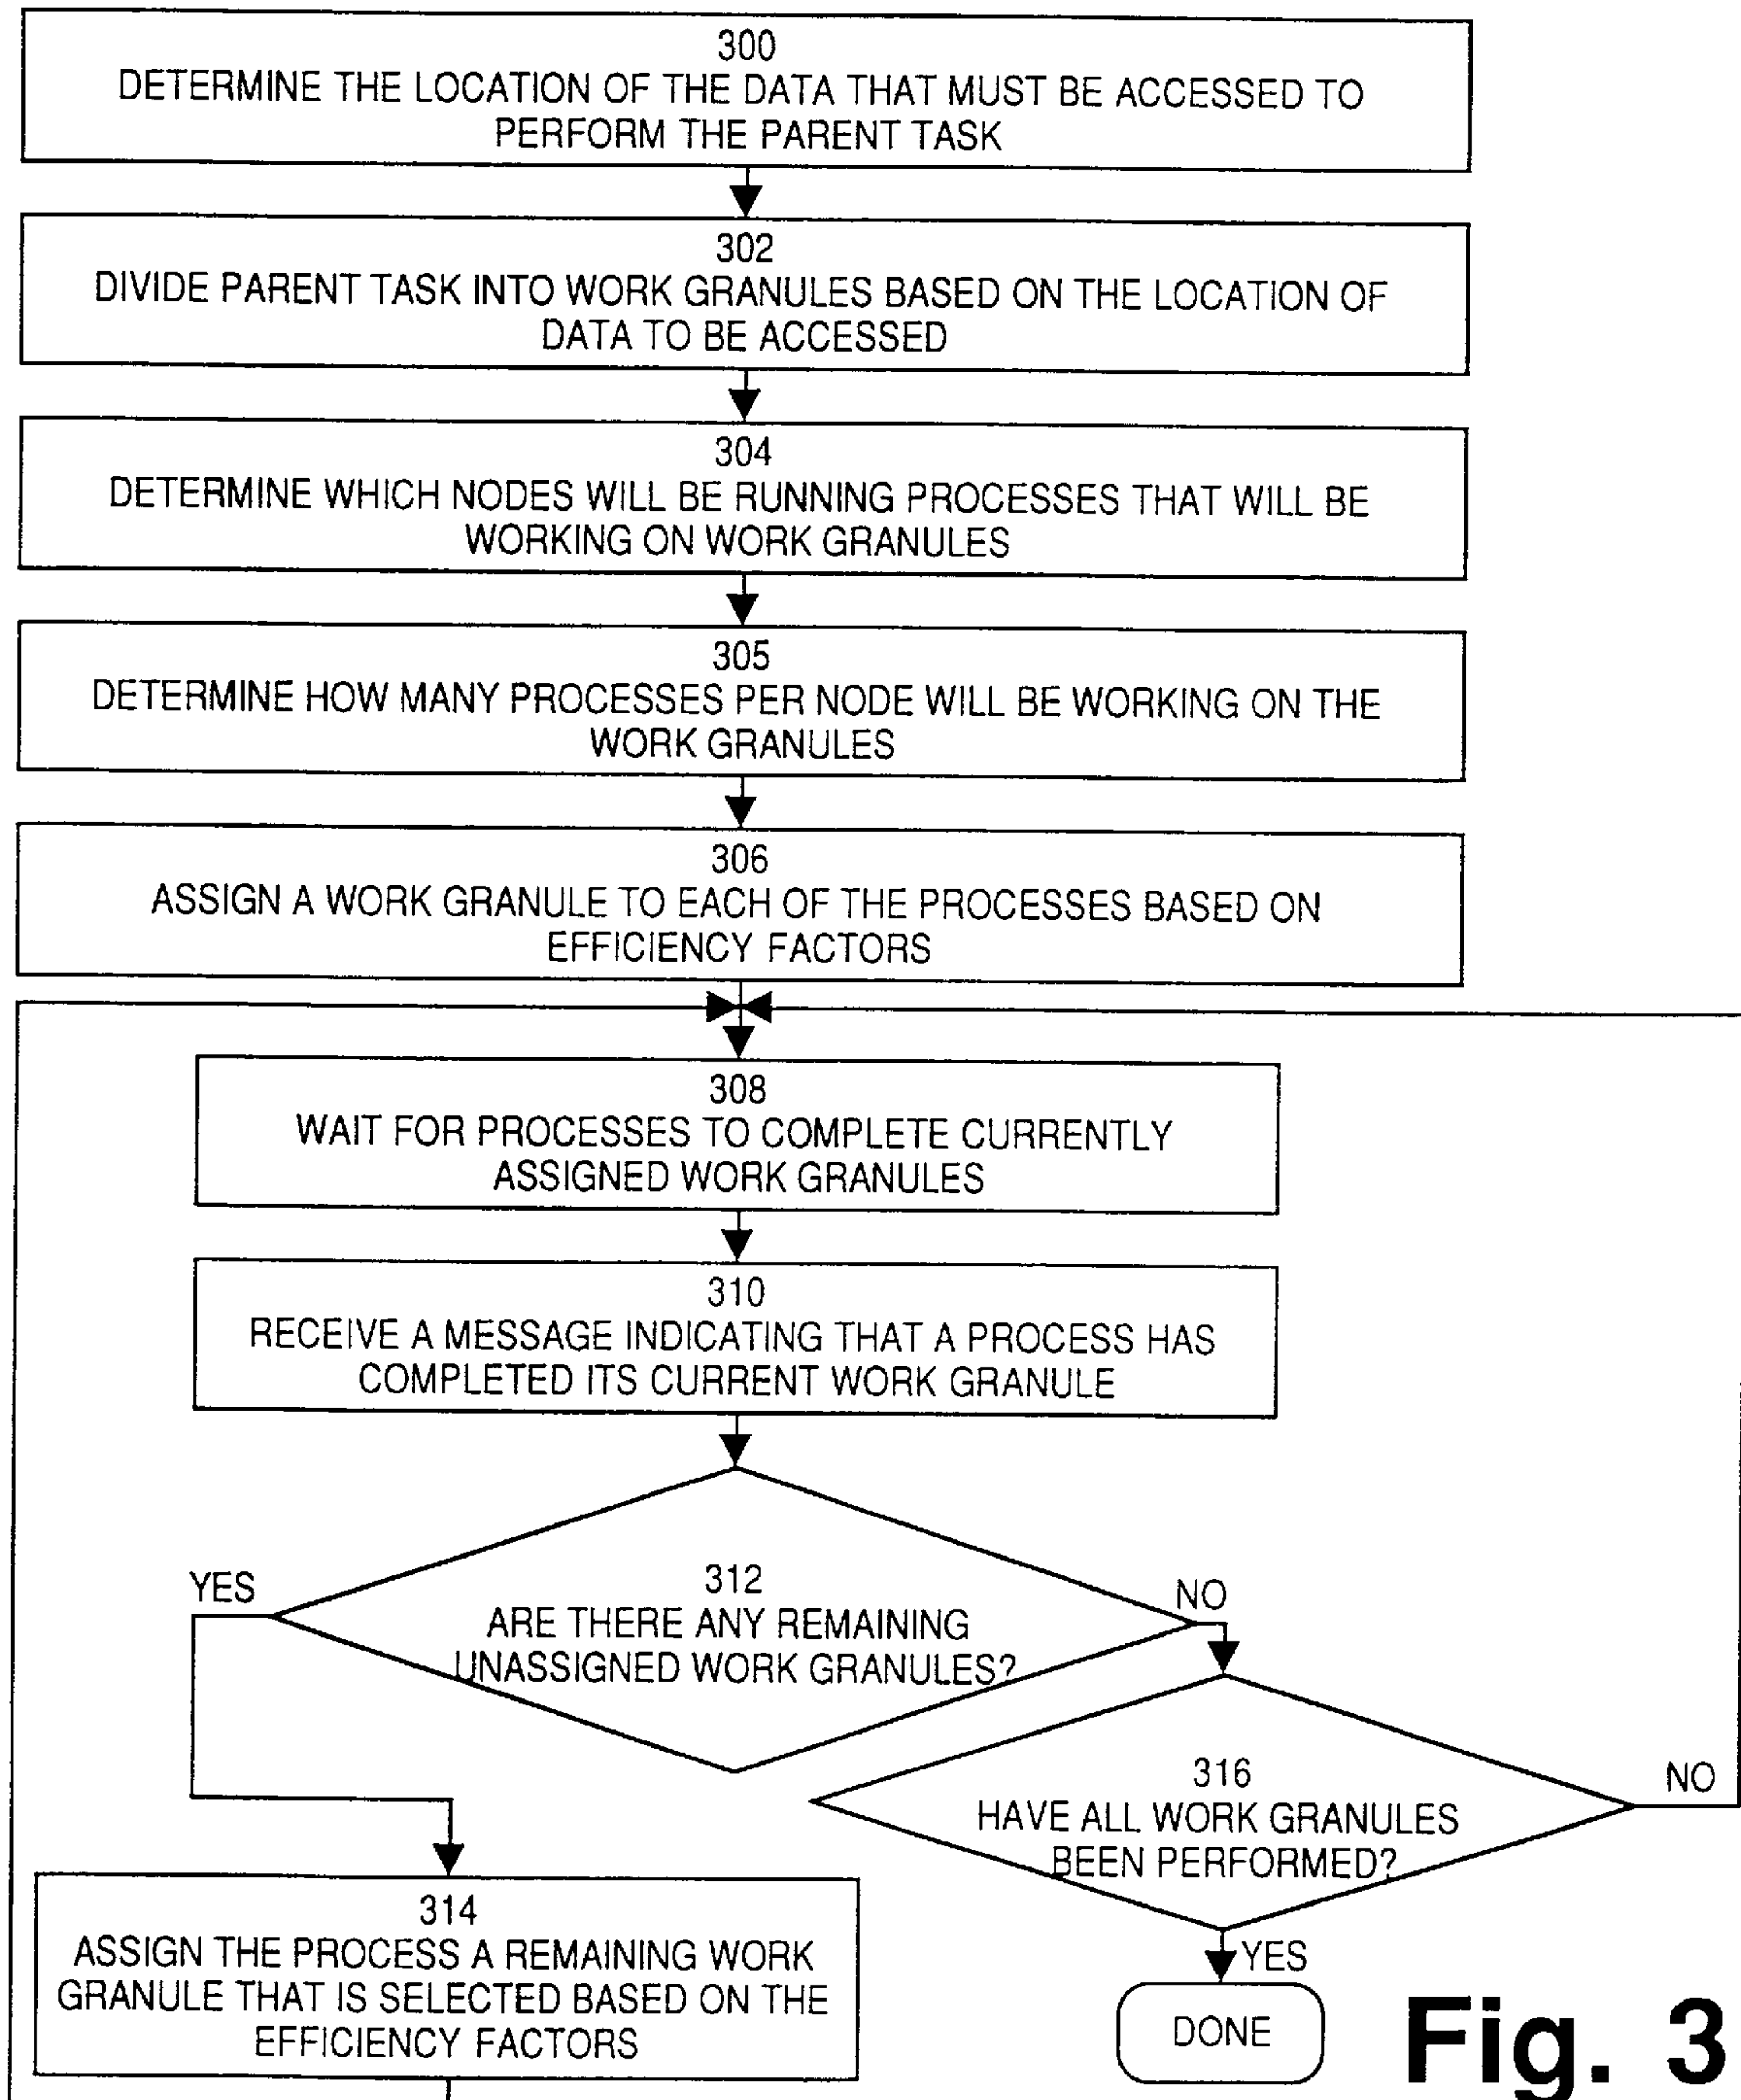 300
DETERMINE THE LOCATION OF THE DATA THAT MUST BE ACCESSED TO
PERFORM THE PARENT TASK
302
DIVIDE PARENT TASK INTO WORK GRANULES BASED ON THE LOCATION OF
DATA TO BE ACCESSED
304
DETERMINE WHICH NODES WILL BE RUNNING PROCESSES THAT WILL BE
WORKING ON WORK GRANULES
305
DETERMINE HOW MANY PROCESSES PER NODE WILL BE WORKING ON THE
WORK GRANULES
306
ASSIGN A WORK GRANULE TO EACH OF THE PROCESSES BASED ON
EFFICIENCY FACTORS
308
WAIT FOR PROCESSES TO COMPLETE CURRENTLY
ASSIGNED WORK GRANULES
310
RECEIVE A MESSAGE INDICATING THAT A PROCESS HAS
COMPLETED ITS CURRENT WORK GRANULE
YES
312
ARE THERE ANY REMAINING
UNASSIGNED WORK GRANULES?
NO
316
HAVE ALL WORK GRANULES
BEEN PERFORMED?
NO
314
ASSIGN THE PROCESS A REMAINING WORK
GRANULE THAT IS SELECTED BASED ON THE
EFFICIENCY FACTORS
YES
DONE
Fig. 3